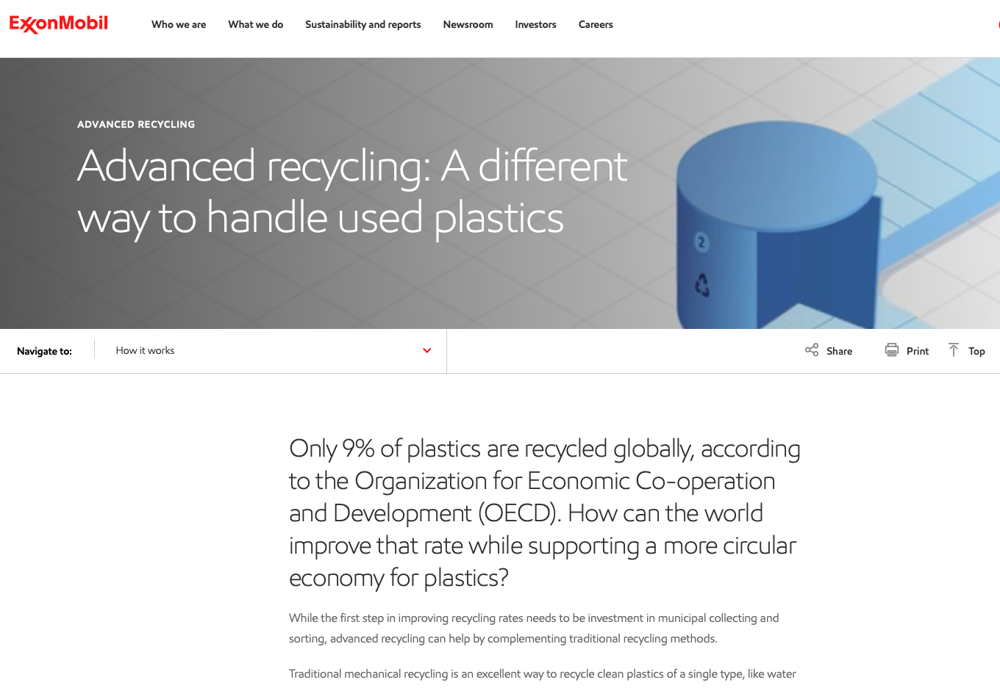 ExxonMobil
Who we are
What we do
Sustainability and reports
Newsroom
Investors
Careers
ADVANCED RECYCLING
Advanced recycling: A different
way to handle used plastics
2
Navigate to:
How it works
Share
Print
Top
Only 9% of plastics are recycled globally, according
to the Organization for Economic Co-operation
and Development (OECD). How can the world
improve that rate while supporting a more circular
economy for plastics?
While the first step in improving recycling rates needs to be investment in municipal collecting and
sorting, advanced recycling can help by complementing traditional recycling methods.
Traditional mechanical recycling is an excellent way to recycle clean plastics of a single type, like water